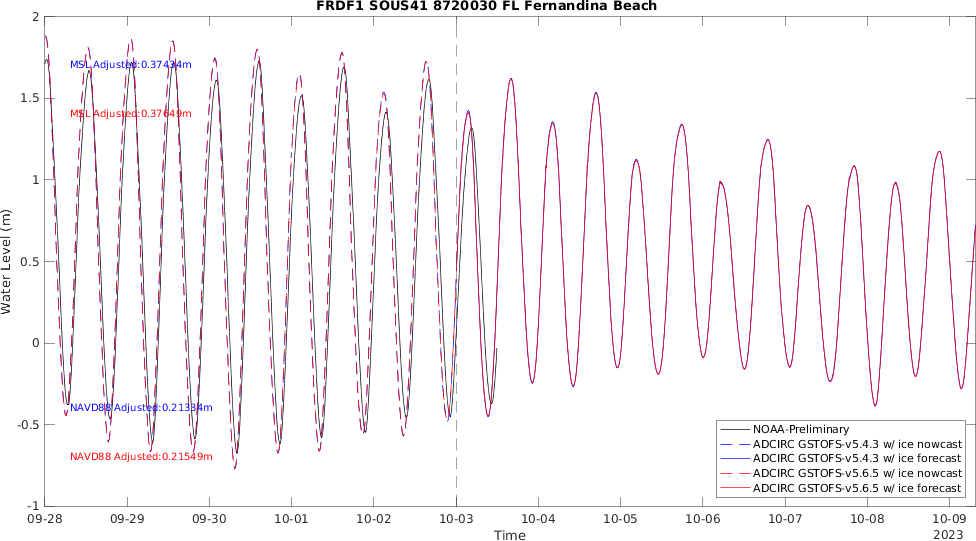 FRDF1 SOUS41 8720030 FL Fernandina Beach
2
1.5
1
0.5
0
-0.5
-1
Water Level (m)
MSL Adjusted:0.37434m
MSL Adjusted:0.37649m
NAVD88 Adjusted:0.21334m
NAVD88 Adjusted:0.21549m
NOAA-Preliminary
ADCIRC GSTOFS-v5.4.3 w/ ice nowcast
ADCIRC GSTOFS-v5.4.3 w/ ice forecast
ADCIRC GSTOFS-v5.6.5 w/ ice nowcast
ADCIRC GSTOFS-v5.6.5 w/ ice forecast
09-28 09-29 09-30 10-01 10-02 10-03 10-04 10-05 10-06 10-07 10-08 10-09
Time
2023